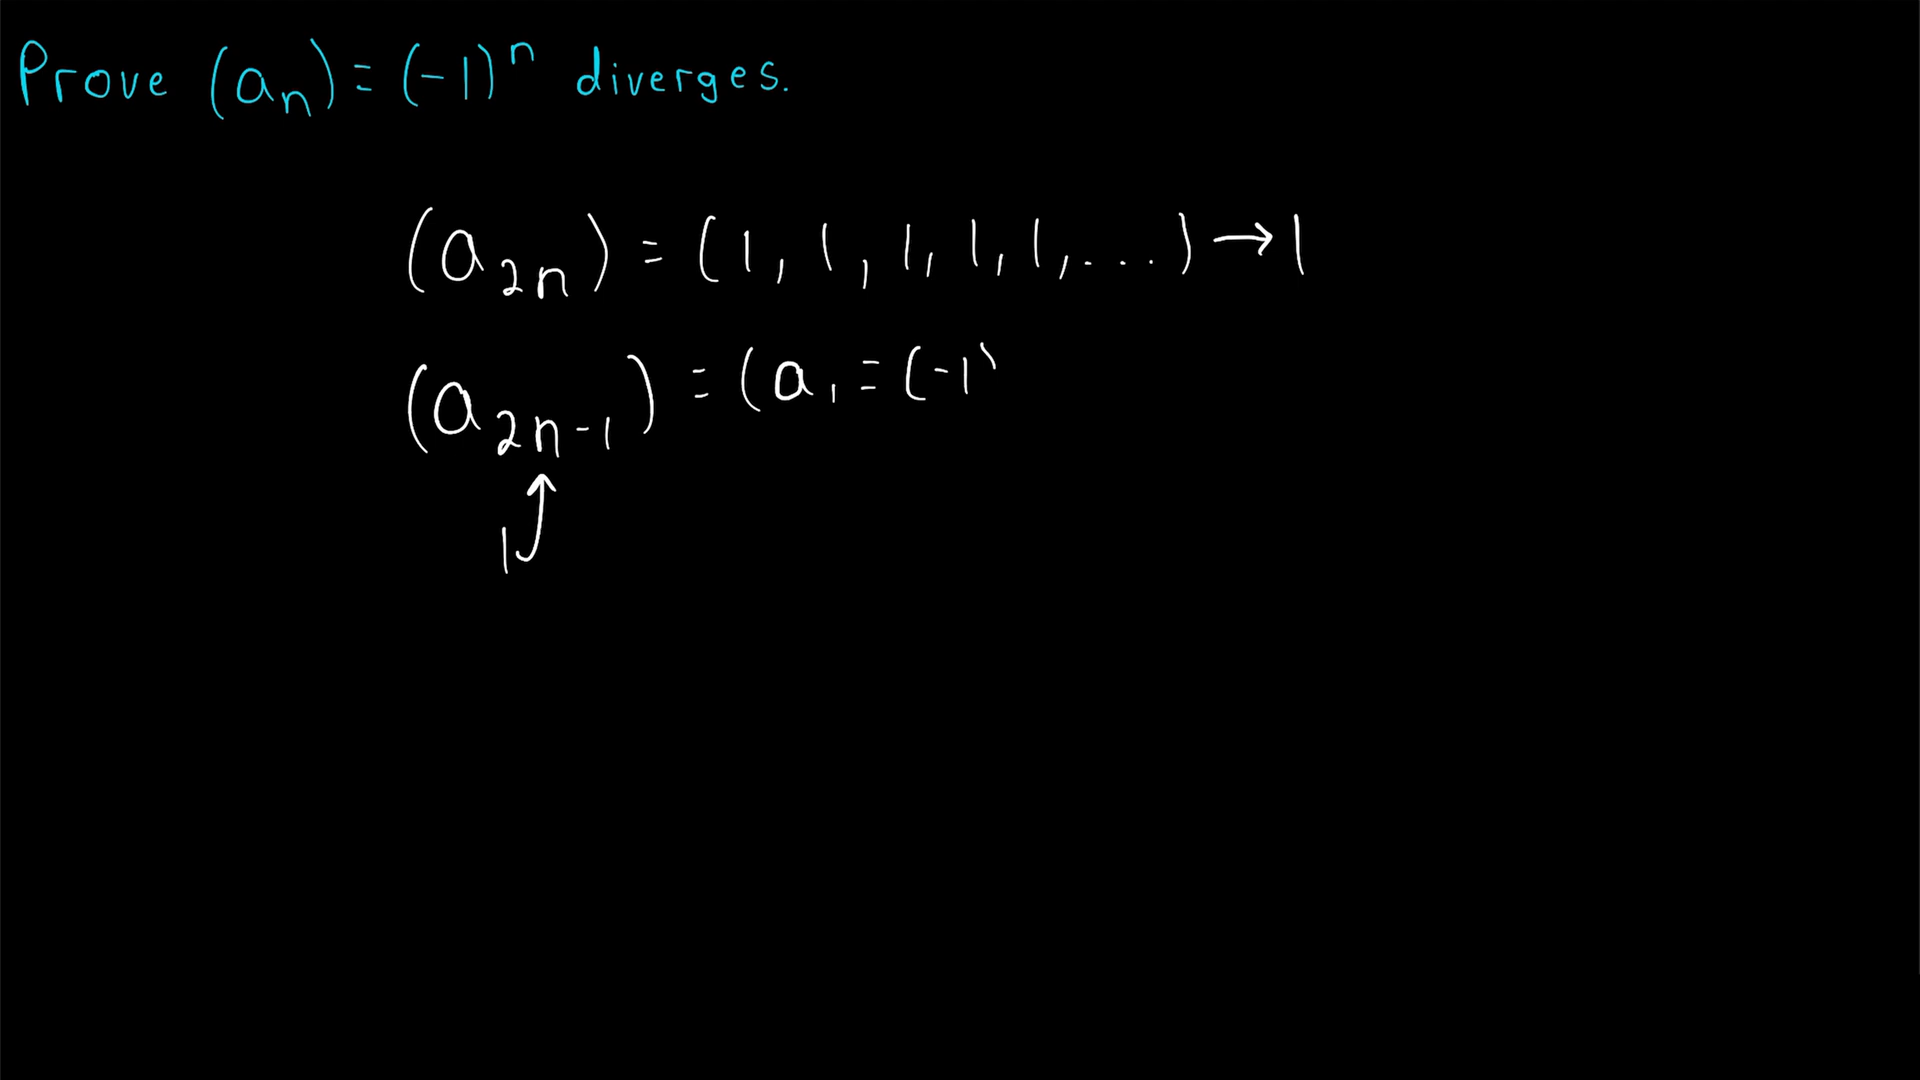 Prove (aₙ) = (-1)ⁿ diverges.
(a₂ₙ) = (1, 1, 1, 1, 1, ...) → 1
(a₂ₙ₋₁) = (a₁ = (-1)
1